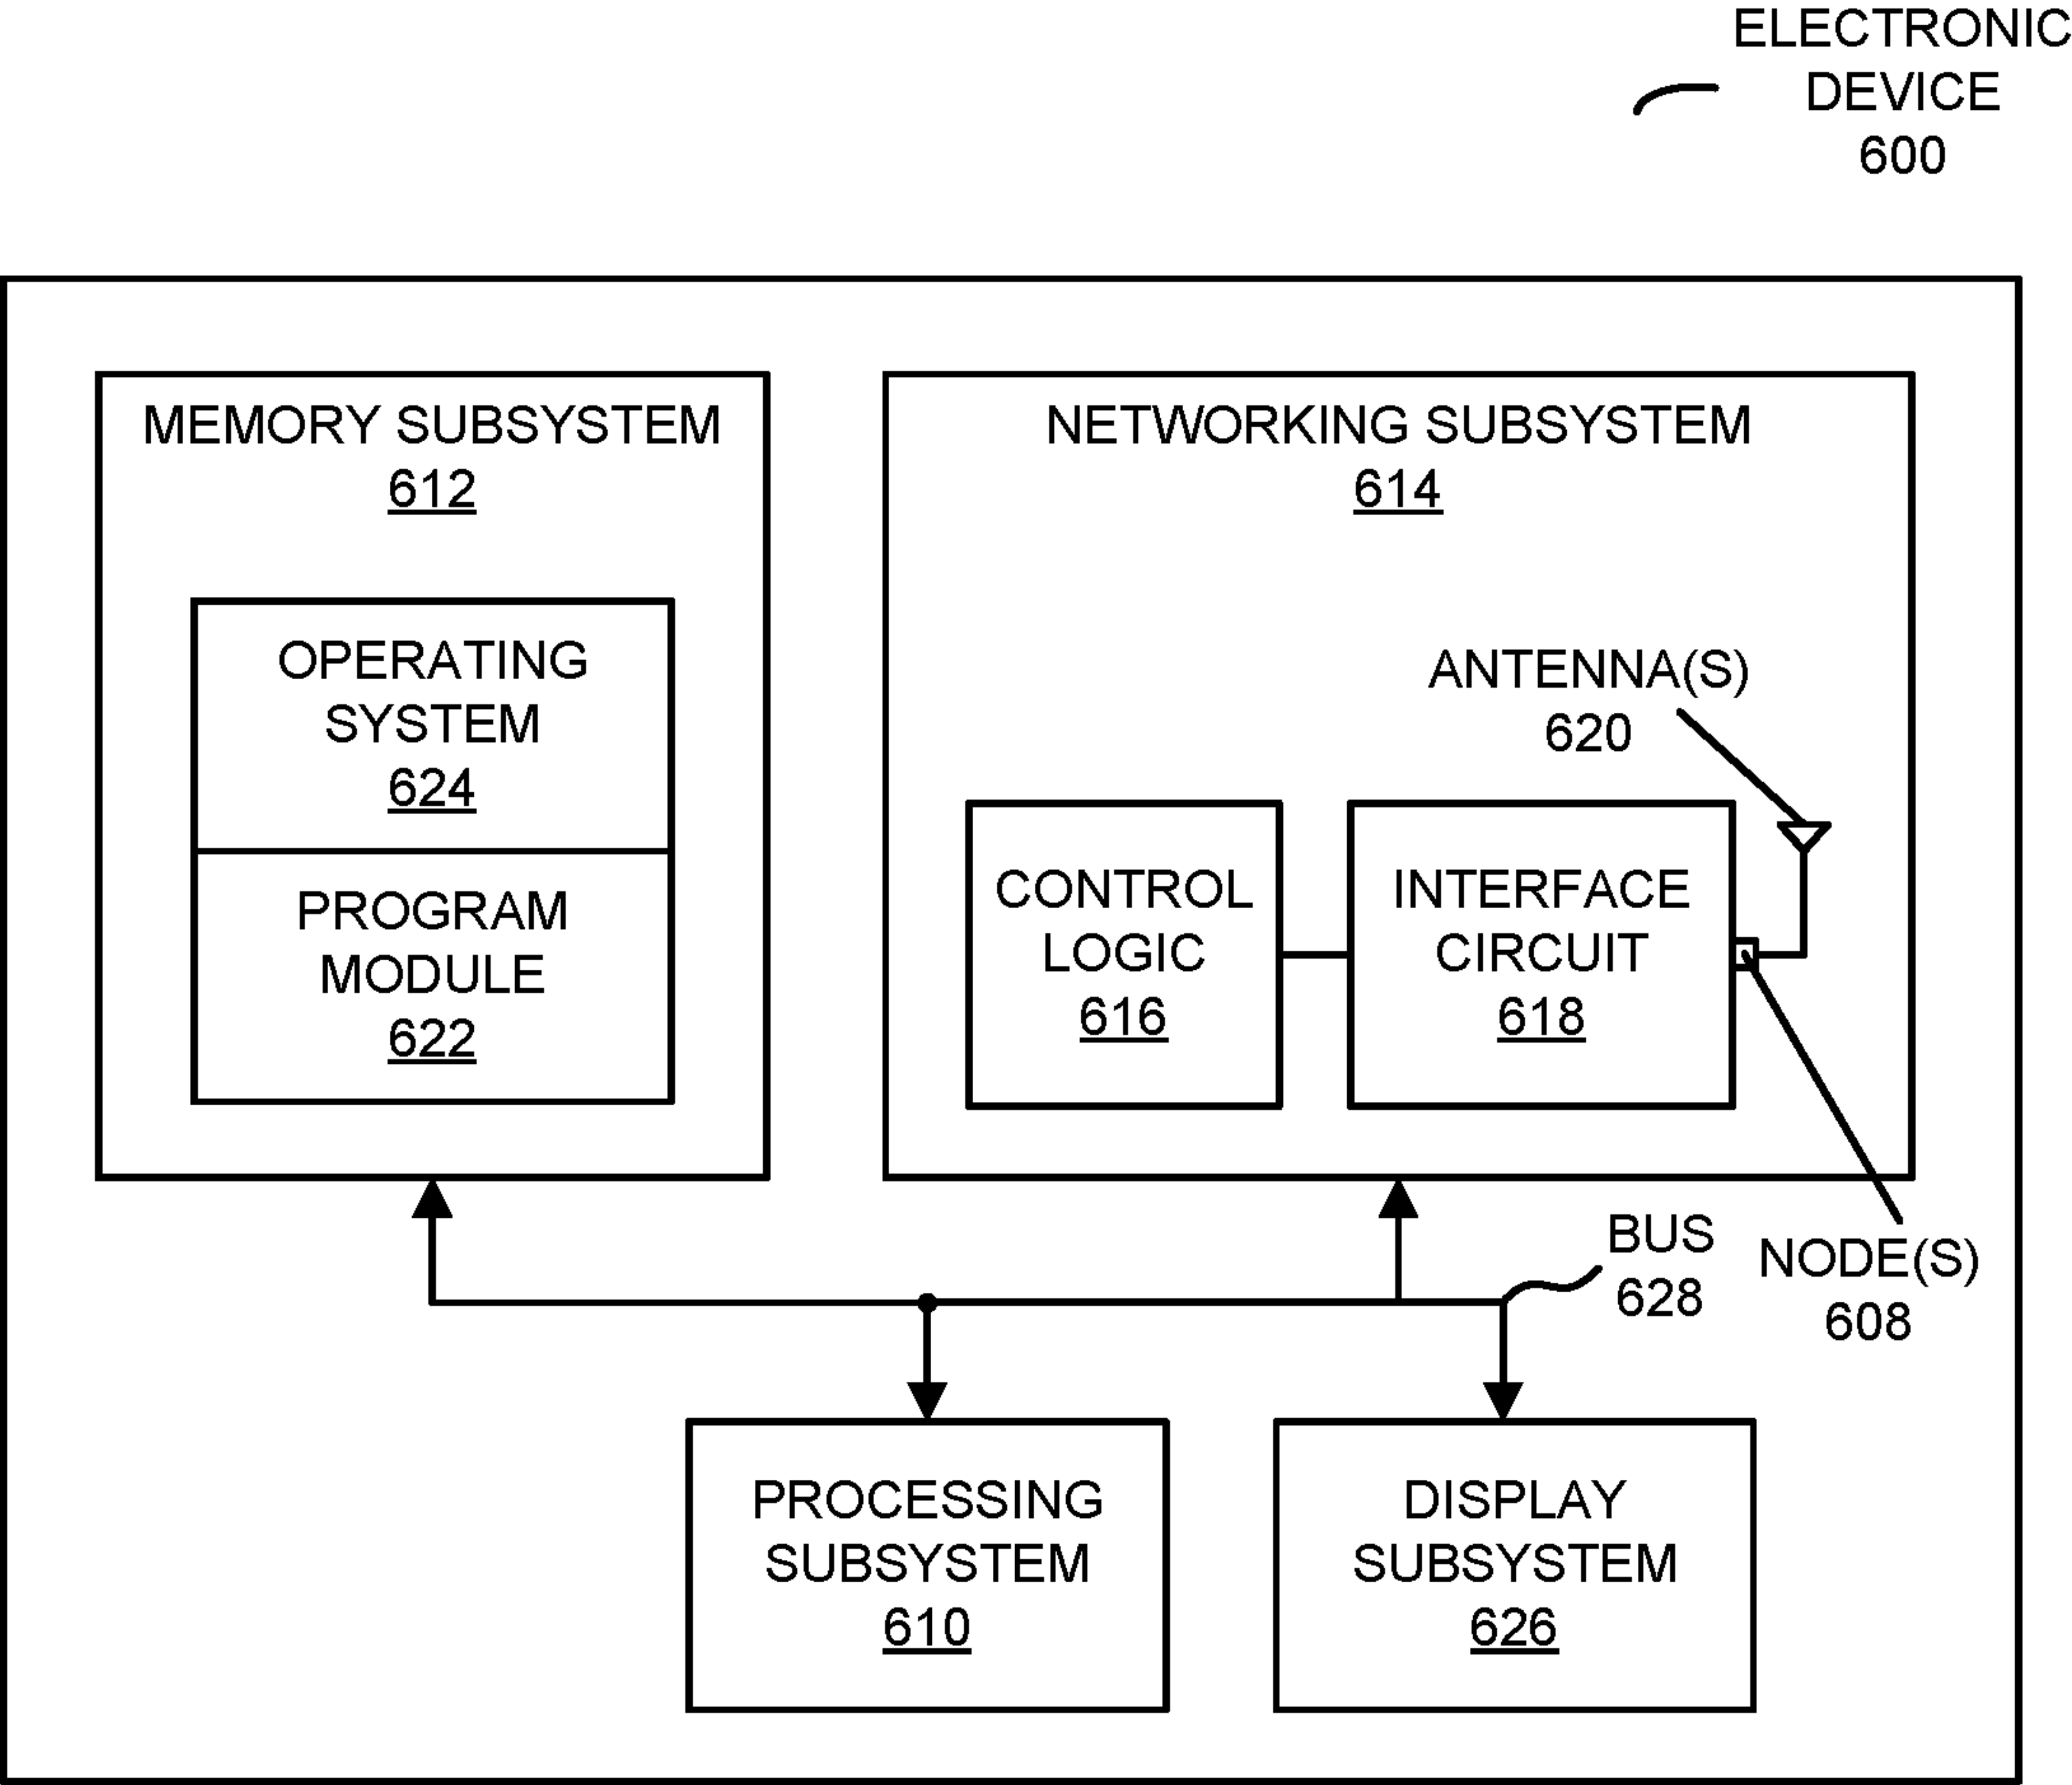 ELECTRONIC
DEVICE
600
MEMORY SUBSYSTEM
612
OPERATING
SYSTEM
624
PROGRAM
MODULE
622
NETWORKING SUBSYSTEM
614
ANTENNA(S)
620
CONTROL
LOGIC
616
INTERFACE
CIRCUIT
618
BUS
628
NODE(S)
608
PROCESSING
SUBSYSTEM
610
DISPLAY
SUBSYSTEM
626